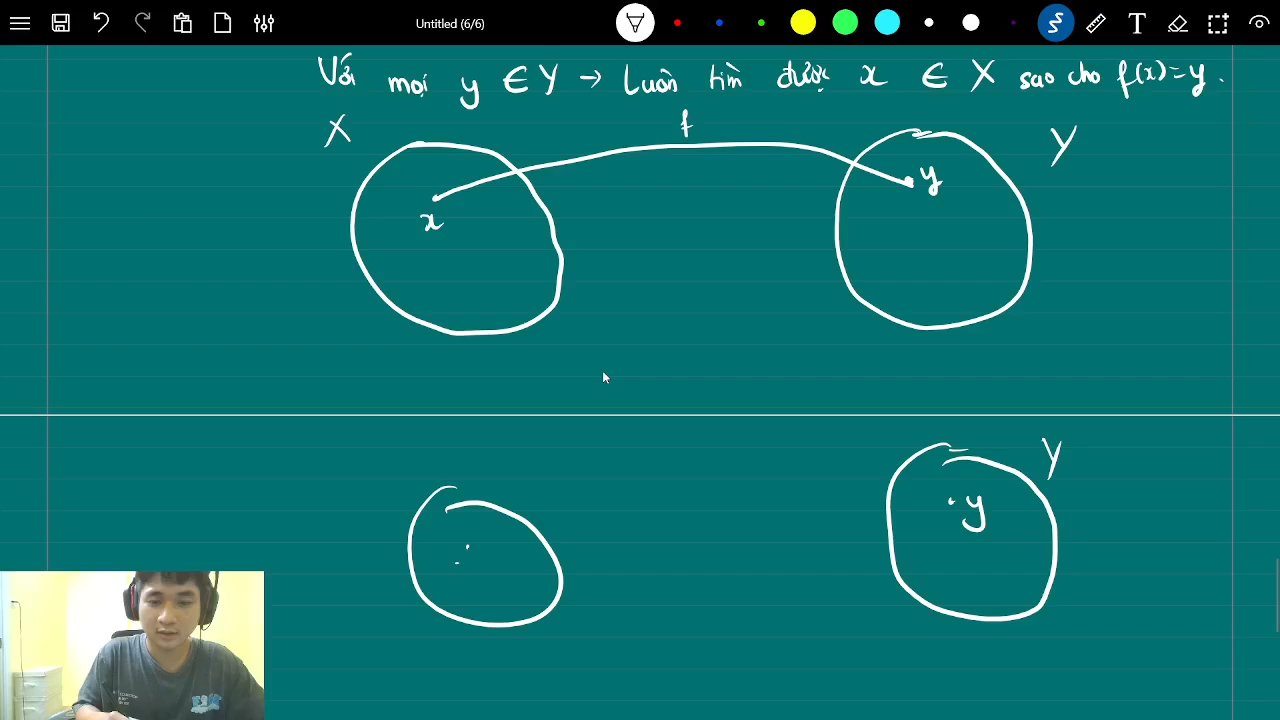 Untitled (6/6)
T
Với mọi y ∈ Y → Luôn tìm được x ∈ X sao cho f(x)=y.
X f Y
x y
Y
y